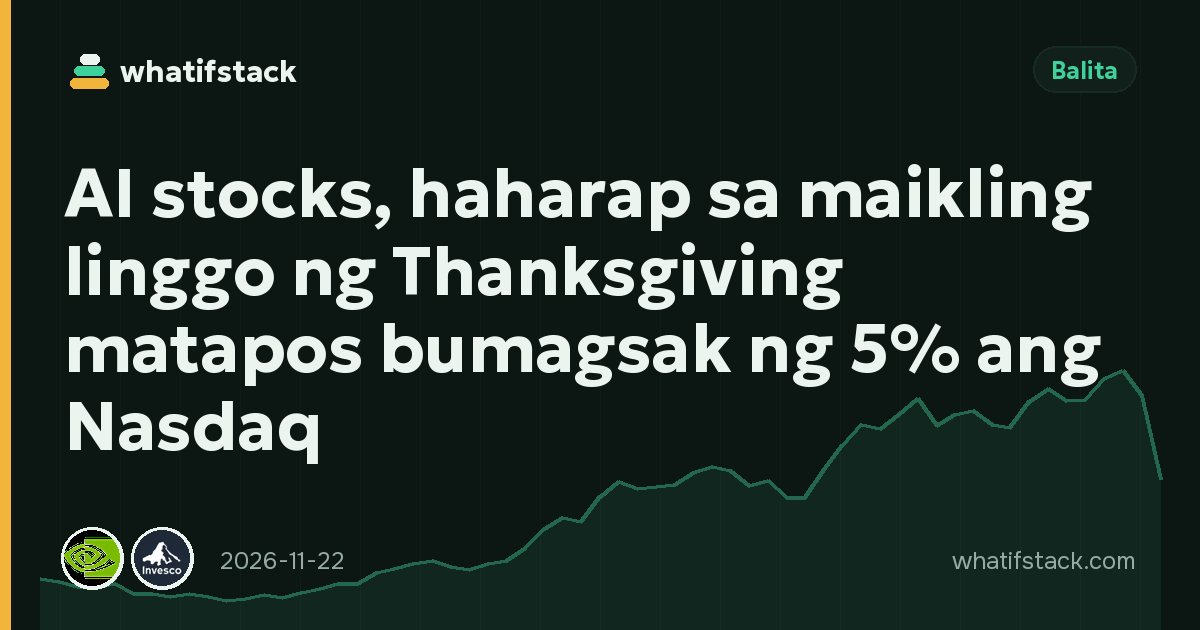 whatifstack
Balita
AI stocks, haharap sa maikling
linggo ng Thanksgiving
matapos bumagsak ng 5% ang
Nasdaq
Invesco
2026-11-22
whatifstack.com